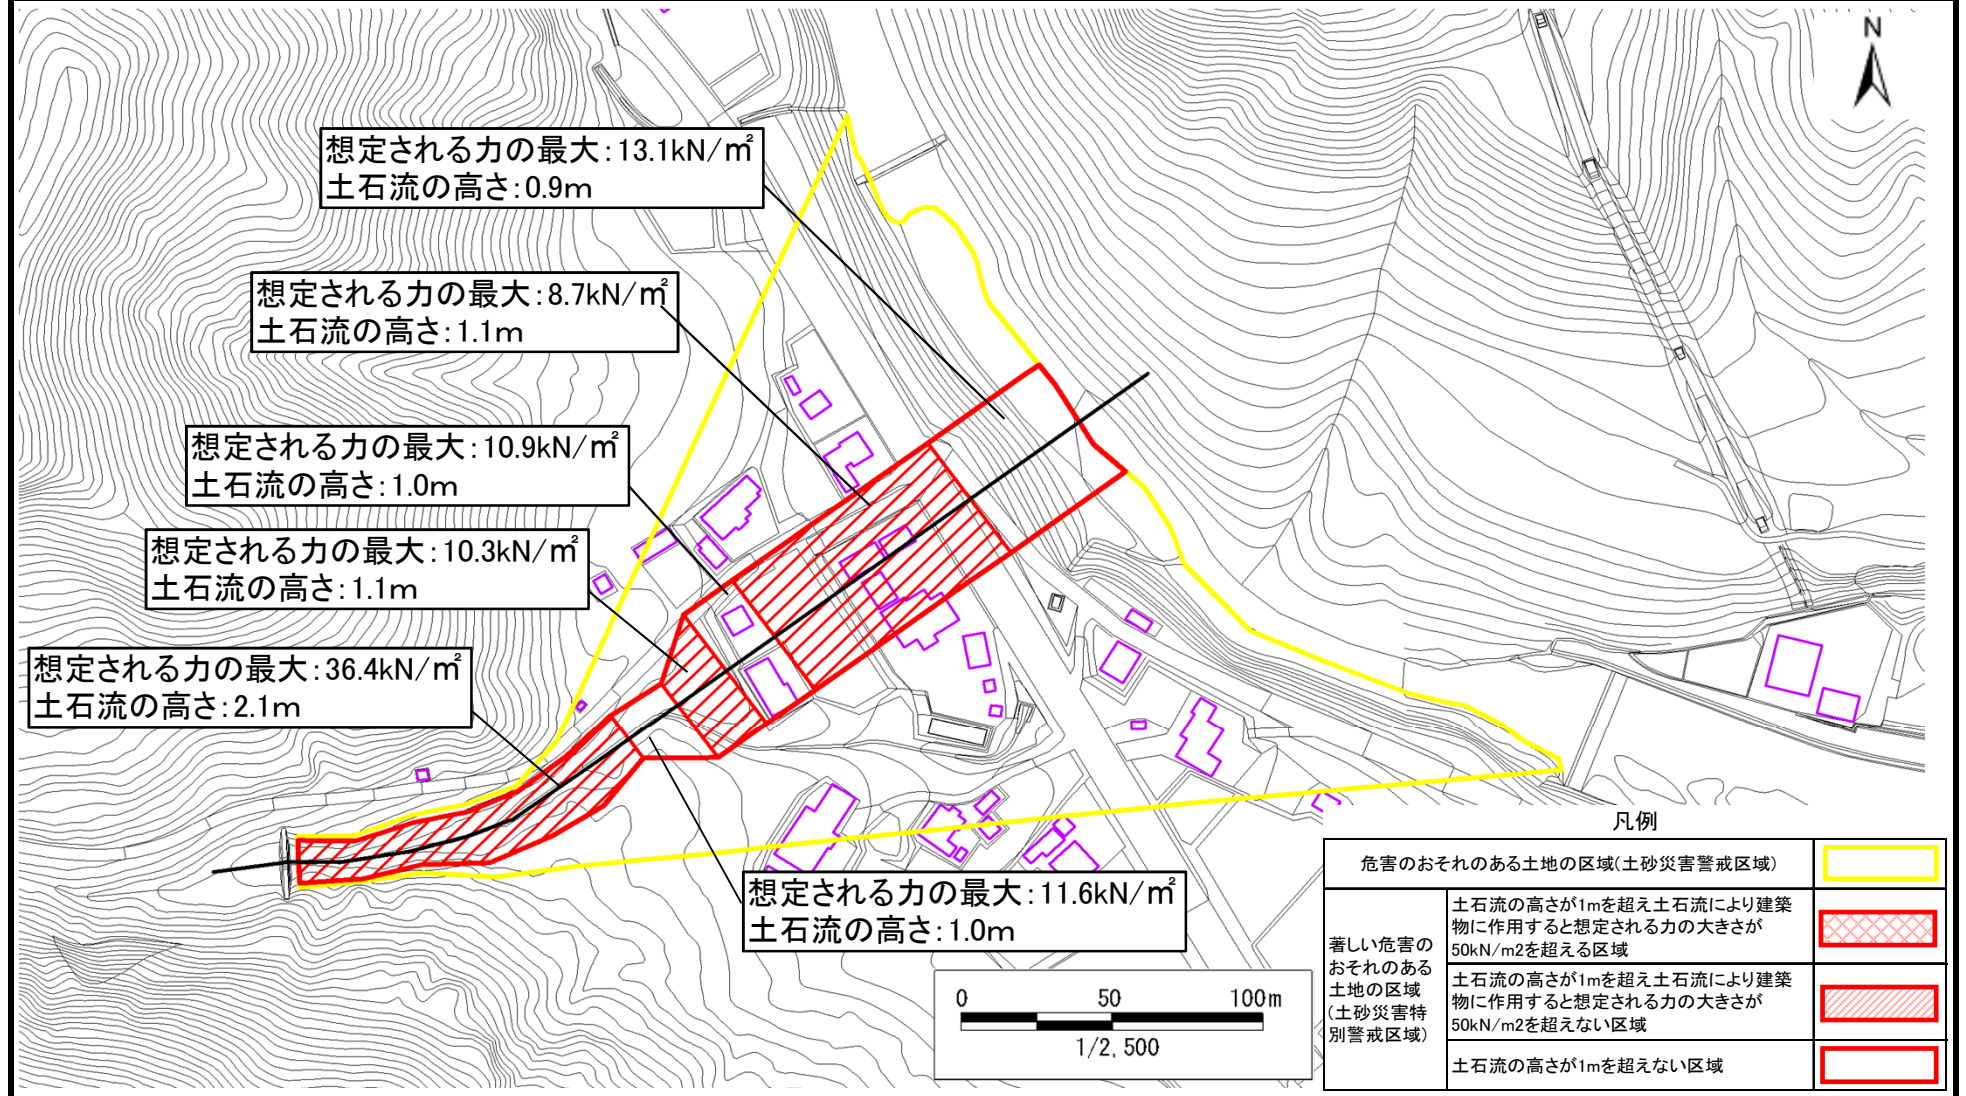 N
想定される力の最大:13.1kN/㎡
土石流の高さ:0.9m
想定される力の最大:8.7kN/㎡
土石流の高さ:1.1m
想定される力の最大:10.9kN/㎡
土石流の高さ:1.0m
想定される力の最大:10.3kN/㎡
土石流の高さ:1.1m
想定される力の最大:36.4kN/㎡
土石流の高さ:2.1m
想定される力の最大:11.6kN/㎡
土石流の高さ:1.0m
0 50 100m
1/2,500
凡例
危害のおそれのある土地の区域(土砂災害警戒区域)
著しい危害の
おそれのある
土地の区域
(土砂災害特
別警戒区域)
土石流の高さが1mを超え土石流により建築
物に作用すると想定される力の大きさが
50kN/m2を超える区域
土石流の高さが1mを超え土石流により建築
物に作用すると想定される力の大きさが
50kN/m2を超えない区域
土石流の高さが1mを超えない区域